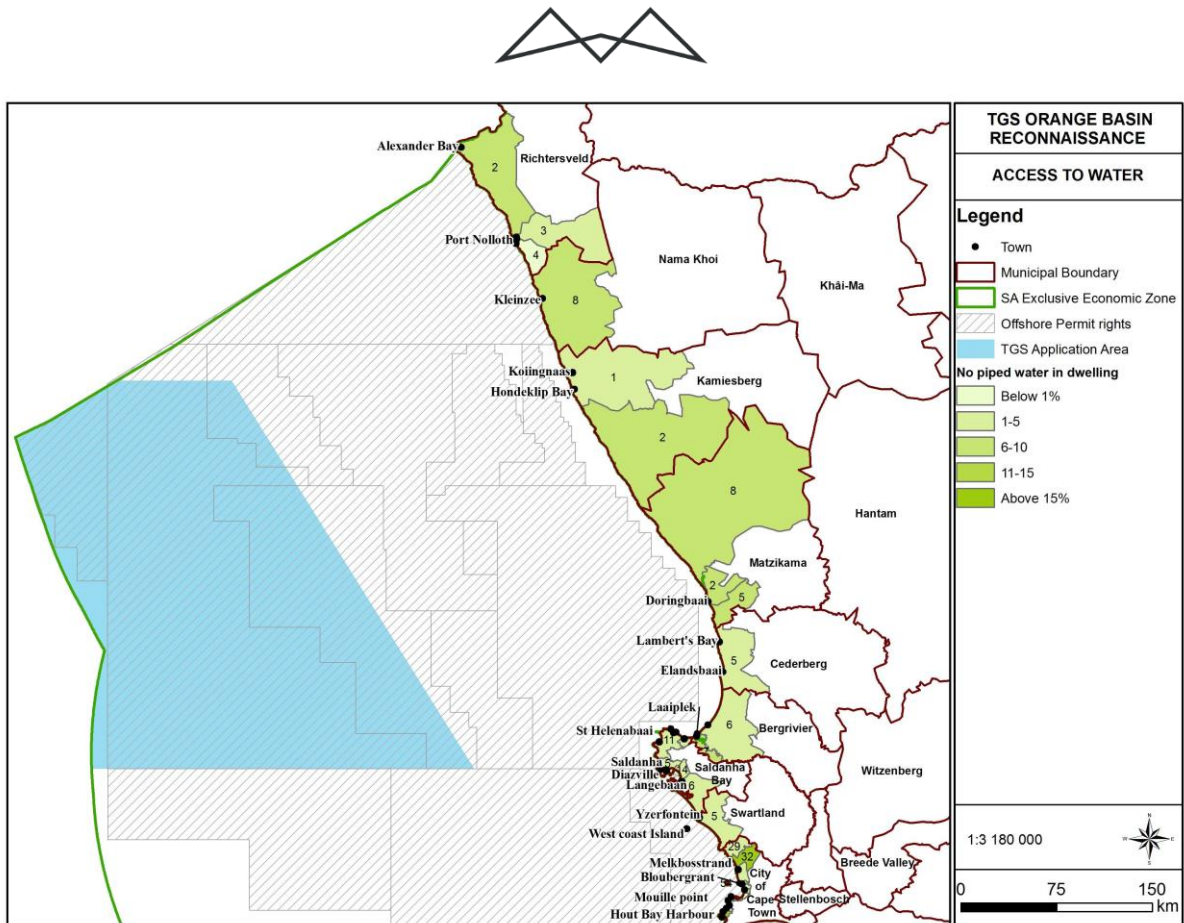 Alexander Bay
2
Richtersveld
3
Port Nolloth
4
Nama Khoi
Khâi-Ma
Kleinzee
8
Koiingnaas
1
Kamiesberg
Hondeklip Bay
2
8
Hantam
Matzikama
2
5
Doringbaai
Lambert's Bay
5
Cederberg
Elandsbaai
Laaiplek
6
Bergrivier
St Helenabaai
11
Witzenberg
Saldanha
5
4
Saldanha
Bay
Diazville
Langebaan
6
Yzerfontein
5
Swartland
West coast Island
29
32
Melkbosstrand
Breede Valley
Bloubergrant
5
City
of
Cape
Town
Stellenbosch
Mouille point
Hout Bay Harbour
TGS ORANGE BASIN
RECONNAISSANCE
ACCESS TO WATER
Legend
Town
Municipal Boundary
SA Exclusive Economic Zone
Offshore Permit rights
TGS Application Area
No piped water in dwelling
Below 1%
1-5
6-10
11-15
Above 15%
1:3 180 000
N
W
E
S
0 75 150
km